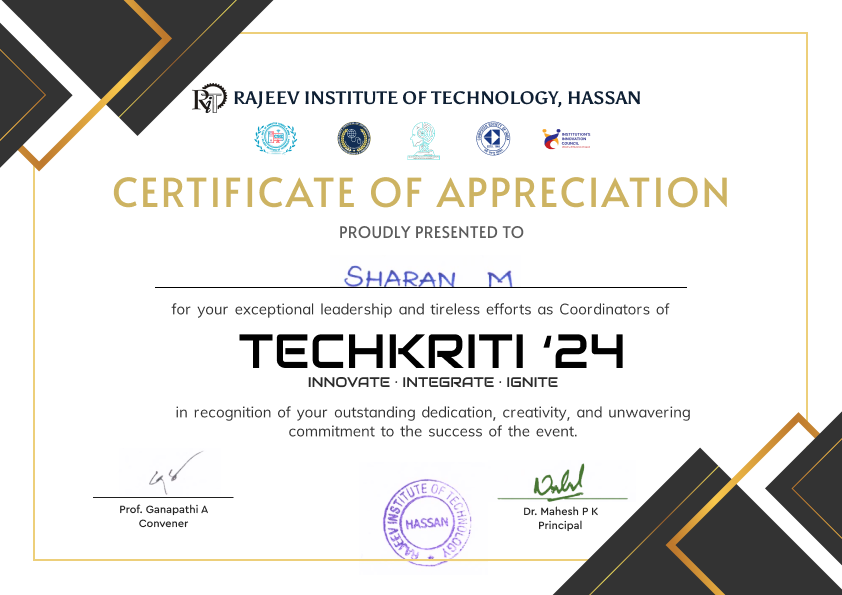 RiT RAJEEV INSTITUTE OF TECHNOLOGY, HASSAN
INSTITUTION'S
INNOVATION
COUNCIL
CERTIFICATE OF APPRECIATION
PROUDLY PRESENTED TO
SHARAN M
for your exceptional leadership and tireless efforts as Coordinators of
TECHKRITI ‘24
INNOVATE · INTEGRATE · IGNITE
in recognition of your outstanding dedication, creativity, and unwavering
commitment to the success of the event.
Prof. Ganapathi A
Convener
RAJEEV INSTITUTE OF TECHNOLOGY
HASSAN
Dr. Mahesh P K
Principal